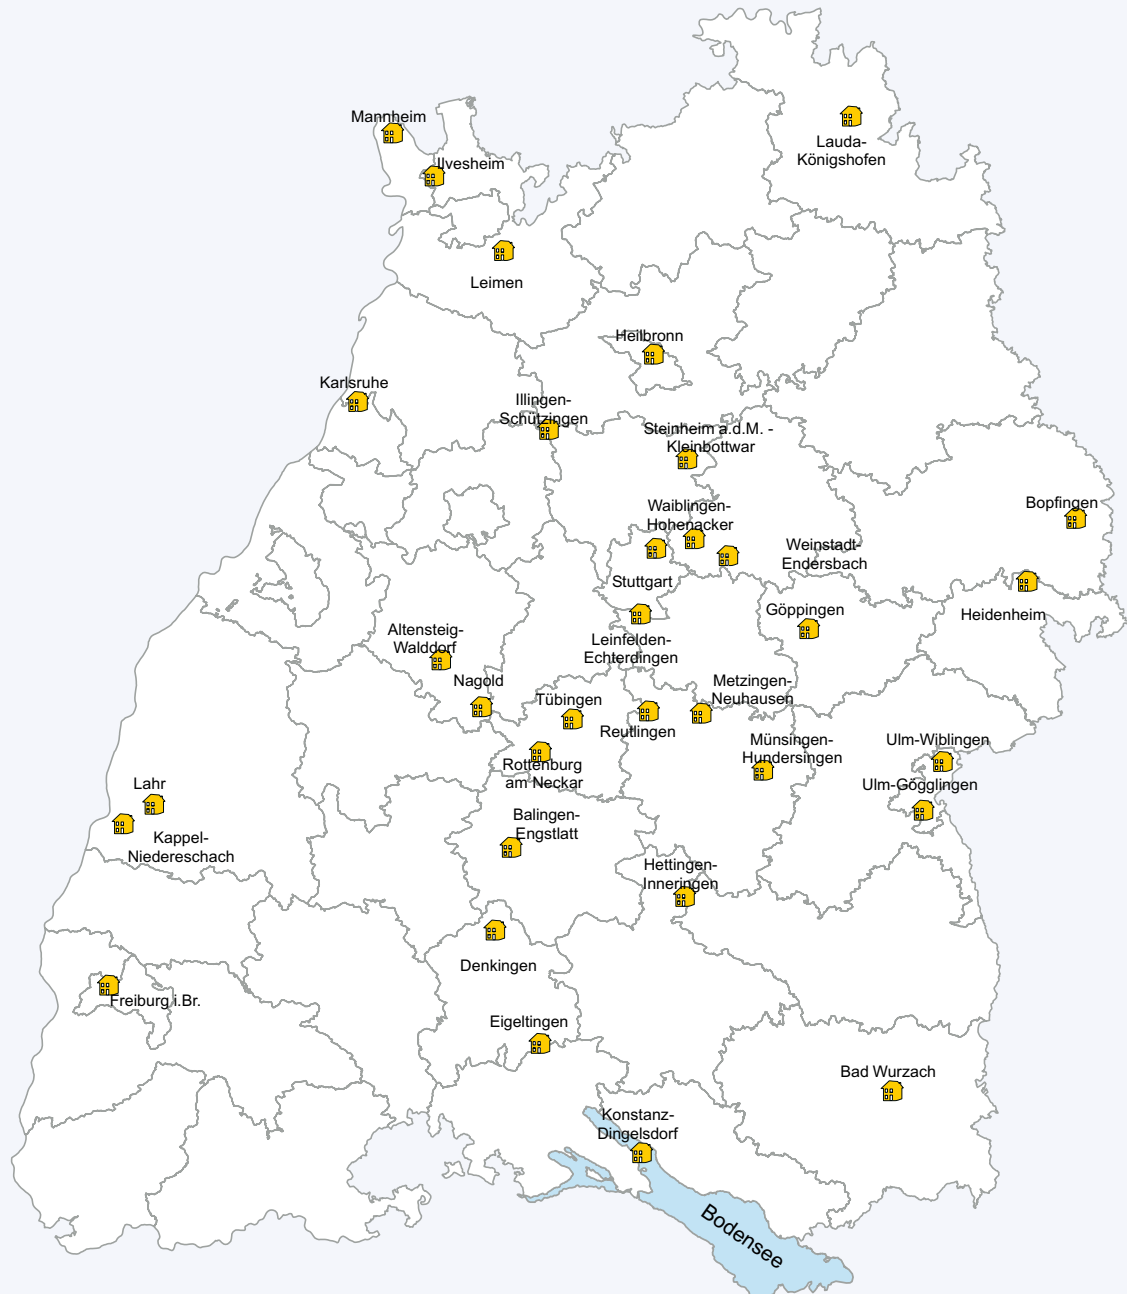 Mannheim
Lauda-
Königshofen
Ilvesheim
Leimen
Heilbronn
Karlsruhe
Illingen-
Schützingen
Steinheim a.d.M. -
Kleinbottwar
Bopfingen
Waiblingen-
Hohenacker
Weinstadt-
Endersbach
Stuttgart
Göppingen
Heidenheim
Altensteig-
Walddorf
Leinfelden-
Echterdingen
Nagold
Tübingen
Metzingen-
Neuhausen
Reutlingen
Münsingen-
Hundersingen
Ulm-Wiblingen
Rottenburg
am Neckar
Ulm-Gögglingen
Lahr
Kappel-
Niedereschach
Balingen-
Engstlatt
Hettingen-
Inneringen
Denkingen
Freiburg i.Br.
Eigeltingen
Bad Wurzach
Konstanz-
Dingelsdorf
Bodensee